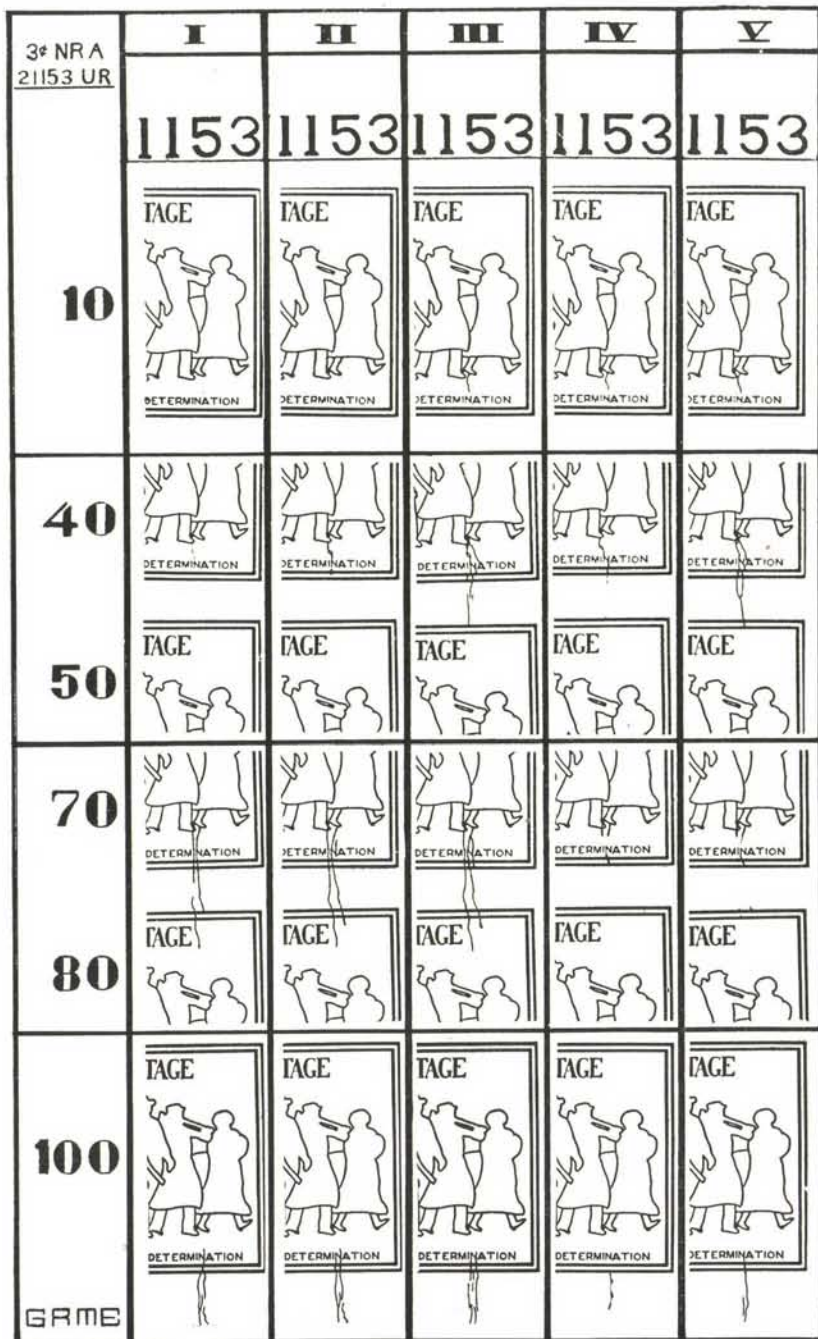 3¢ NRA I II III IV V
21153 UR
1153 1153 1153 1153 1153
TAGE TAGE TAGE TAGE TAGE
10
DETERMINATION DETERMINATION DETERMINATION DETERMINATION DETERMINATION
40
DETERMINATION DETERMINATION DETERMINATION DETERMINATION DETERMINATION
TAGE TAGE TAGE TAGE TAGE
50
70
DETERMINATION DETERMINATION DETERMINATION DETERMINATION DETERMINATION
TAGE TAGE TAGE TAGE TAGE
80
TAGE TAGE TAGE TAGE TAGE
100
DETERMINATION DETERMINATION DETERMINATION DETERMINATION DETERMINATION
GRME